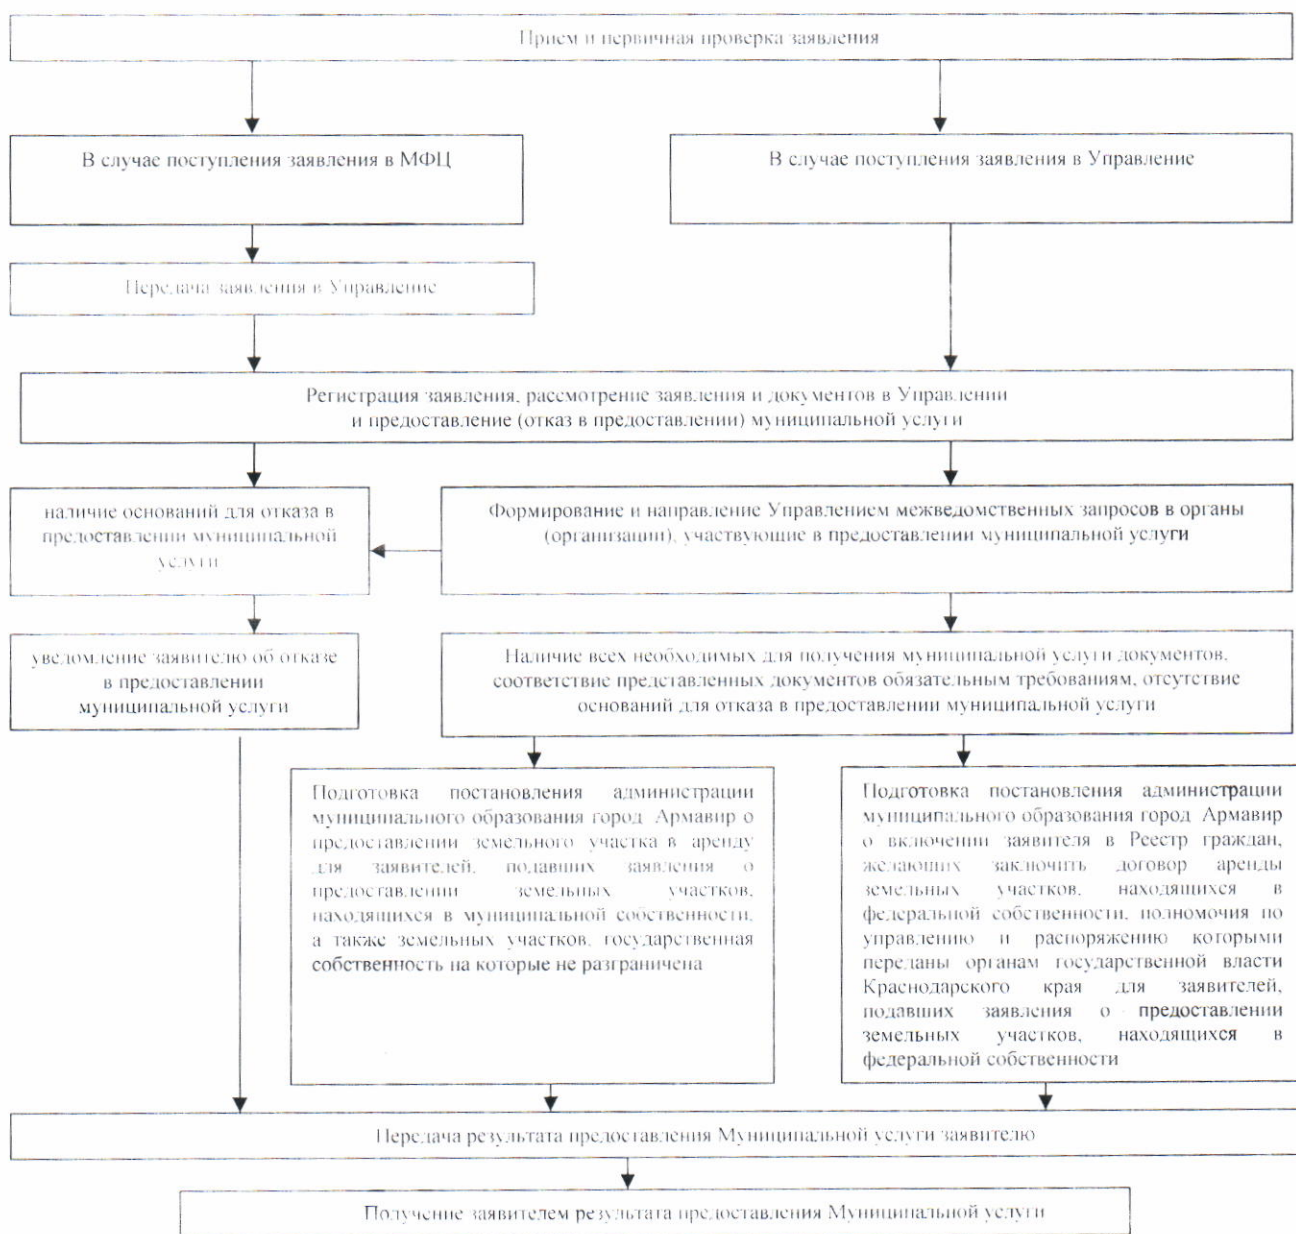 Прием и первичная проверка заявления
В случае поступления заявления в МФЦ
В случае поступления заявления в Управление
Передача заявления в Управление
Регистрация заявления, рассмотрение заявления и документов в Управлении
и предоставление (отказ в предоставлении) муниципальной услуги
наличие оснований для отказа в
предоставлении муниципальной
услуги
Формирование и направление Управлением межведомственных запросов в органы
(организации), участвующие в предоставлении муниципальной услуги
уведомление заявителю об отказе
в предоставлении
муниципальной услуги
Наличие всех необходимых для получения муниципальной услуги документов,
соответствие представленных документов обязательным требованиям, отсутствие
оснований для отказа в предоставлении муниципальной услуги
Подготовка постановления администрации
муниципального образования город Армавир о
предоставлении земельного участка в аренду
для заявителей, подавших заявления о
предоставлении земельных участков,
находящихся в муниципальной собственности,
а также земельных участков, государственная
собственность на которые не разграничена
Подготовка постановления администрации
муниципального образования город Армавир
о включении заявителя в Реестр граждан,
желающих заключить договор аренды
земельных участков, находящихся в
федеральной собственности, полномочия по
управлению и распоряжению которыми
переданы органам государственной власти
Краснодарского края для заявителей,
подавших заявления о предоставлении
земельных участков, находящихся в
федеральной собственности
Передача результата предоставления Муниципальной услуги заявителю
Получение заявителем результата предоставления Муниципальной услуги